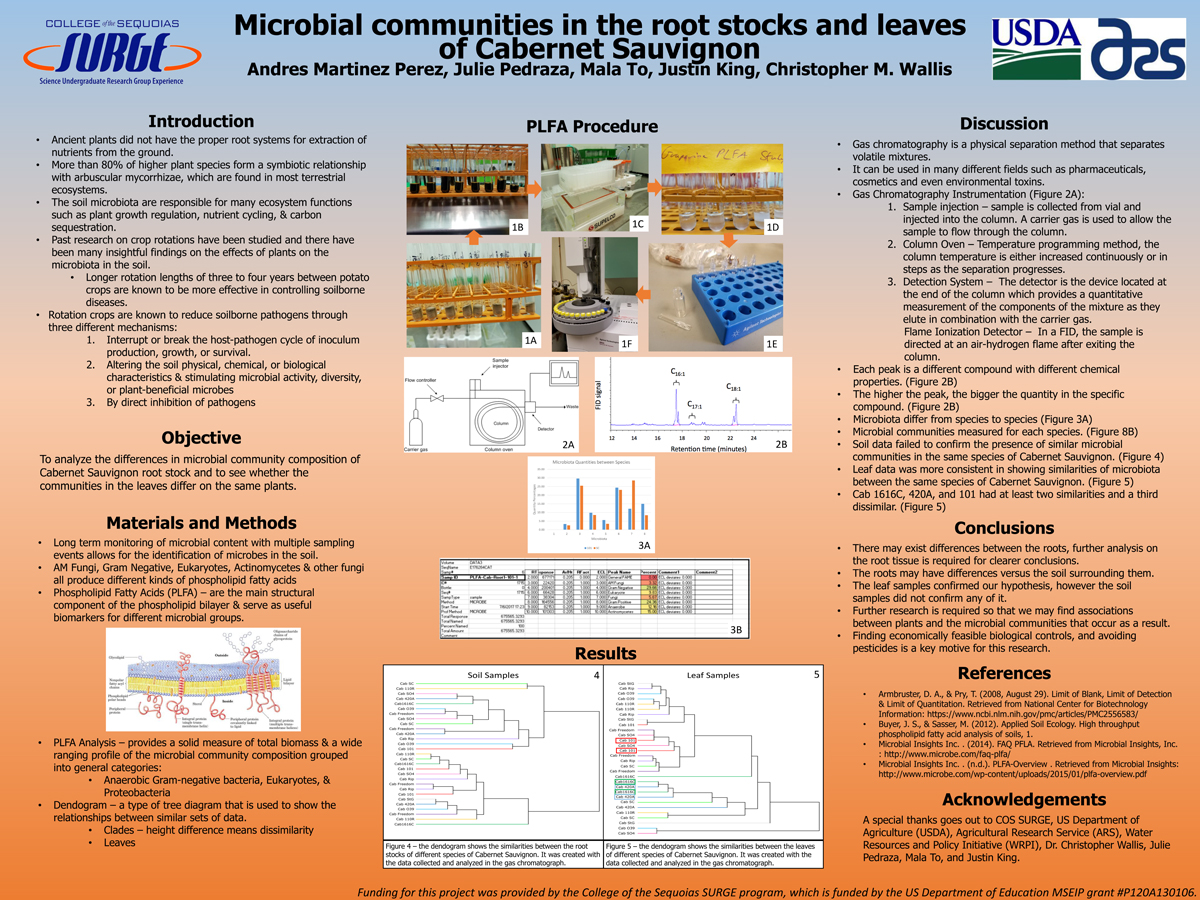 COLLEGE of the SEQUOIAS
SURGE
Science Undergraduate Research Group Experience
Microbial communities in the root stocks and leaves
of Cabernet Sauvignon
Andres Martinez Perez, Julie Pedraza, Mala To, Justin King, Christopher M. Wallis
USDA
ars
Introduction
• Ancient plants did not have the proper root systems for extraction of
nutrients from the ground.
• More than 80% of higher plant species form a symbiotic relationship
with arbuscular mycorrhizae, which are found in most terrestrial
ecosystems.
• The soil microbiota are responsible for many ecosystem functions
such as plant growth regulation, nutrient cycling, & carbon
sequestration.
• Past research on crop rotations have been studied and there have
been many insightful findings on the effects of plants on the
microbiota in the soil.
• Longer rotation lengths of three to four years between potato
crops are known to be more effective in controlling soilborne
diseases.
• Rotation crops are known to reduce soilborne pathogens through
three different mechanisms:
1. Interrupt or break the host-pathogen cycle of inoculum
production, growth, or survival.
2. Altering the soil physical, chemical, or biological
characteristics & stimulating microbial activity, diversity,
or plant-beneficial microbes
3. By direct inhibition of pathogens
Objective
To analyze the differences in microbial community composition of
Cabernet Sauvignon root stock and to see whether the
communities in the leaves differ on the same plants.
Materials and Methods
• Long term monitoring of microbial content with multiple sampling
events allows for the identification of microbes in the soil.
• AM Fungi, Gram Negative, Eukaryotes, Actinomycetes & other fungi
all produce different kinds of phospholipid fatty acids
• Phospholipid Fatty Acids (PLFA) – are the main structural
component of the phospholipid bilayer & serve as useful
biomarkers for different microbial groups.
Outside
Inside
• PLFA Analysis – provides a solid measure of total biomass & a wide
ranging profile of the microbial community composition grouped
into general categories:
• Anaerobic Gram-negative bacteria, Eukaryotes, &
Proteobacteria
• Dendogram – a type of tree diagram that is used to show the
relationships between similar sets of data.
• Clades – height difference means dissimilarity
• Leaves
PLFA Procedure
Grapevine PLFA
SUPELCO
1B
1C
1D
1A
1F
1E
Sample
injector
Flow controller
Waste
Column
Detector
Carrier gas
Column oven
2A
FID signal
C16:1
C17:1
C18:1
12 14 16 18 20 22 24
Retention time (minutes)
2B
Microbiota Quantities between Species
3A
3B
Results
Soil Samples
4
Leaf Samples
5
Figure 4 – the dendogram shows the similarities between the root
stocks of different species of Cabernet Sauvignon. It was created with
the data collected and analyzed in the gas chromatograph.
Figure 5 – the dendogram shows the similarities between the leaves
of different species of Cabernet Sauvignon. It was created with the
data collected and analyzed in the gas chromatograph.
Discussion
• Gas chromatography is a physical separation method that separates
volatile mixtures.
• It can be used in many different fields such as pharmaceuticals,
cosmetics and even environmental toxins.
• Gas Chromatography Instrumentation (Figure 2A):
1. Sample injection – sample is collected from vial and
injected into the column. A carrier gas is used to allow the
sample to flow through the column.
2. Column Oven – Temperature programming method, the
column temperature is either increased continuously or in
steps as the separation progresses.
3. Detection System – The detector is the device located at
the end of the column which provides a quantitative
measurement of the components of the mixture as they
elute in combination with the carrier gas.
Flame Ionization Detector – In a FID, the sample is
directed at an air-hydrogen flame after exiting the
column.
• Each peak is a different compound with different chemical
properties. (Figure 2B)
• The higher the peak, the bigger the quantity in the specific
compound. (Figure 2B)
• Microbiota differ from species to species (Figure 3A)
• Microbial communities measured for each species. (Figure 8B)
• Soil data failed to confirm the presence of similar microbial
communities in the same species of Cabernet Sauvignon. (Figure 4)
• Leaf data was more consistent in showing similarities of microbiota
between the same species of Cabernet Sauvignon. (Figure 5)
• Cab 1616C, 420A, and 101 had at least two similarities and a third
dissimilar. (Figure 5)
Conclusions
• There may exist differences between the roots, further analysis on
the root tissue is required for clearer conclusions.
• The roots may have differences versus the soil surrounding them.
• The leaf samples confirmed our hypothesis, however the soil
samples did not confirm any of it.
• Further research is required so that we may find associations
between plants and the microbial communities that occur as a result.
• Finding economically feasible biological controls, and avoiding
pesticides is a key motive for this research.
References
• Armbruster, D. A., & Pry, T. (2008, August 29). Limit of Blank, Limit of Detection
& Limit of Quantitation. Retrieved from National Center for Biotechnology
Information: https://www.ncbi.nlm.nih.gov/pmc/articles/PMC2556583/
• Buyer, J. S., & Sasser, M. (2012). Applied Soil Ecology. High throughput
phospholipid fatty acid analysis of soils, 1.
• Microbial Insights Inc. . (2014). FAQ PFLA. Retrieved from Microbial Insights, Inc.
: http://www.microbe.com/faq-plfa/
• Microbial Insights Inc. . (n.d.). PLFA-Overview . Retrieved from Microbial Insights:
http://www.microbe.com/wp-content/uploads/2015/01/plfa-overview.pdf
Acknowledgements
A special thanks goes out to COS SURGE, US Department of
Agriculture (USDA), Agricultural Research Service (ARS), Water
Resources and Policy Initiative (WRPI), Dr. Christopher Wallis, Julie
Pedraza, Mala To, and Justin King.
Funding for this project was provided by the College of the Sequoias SURGE program, which is funded by the US Department of Education MSEIP grant #P120A130106.